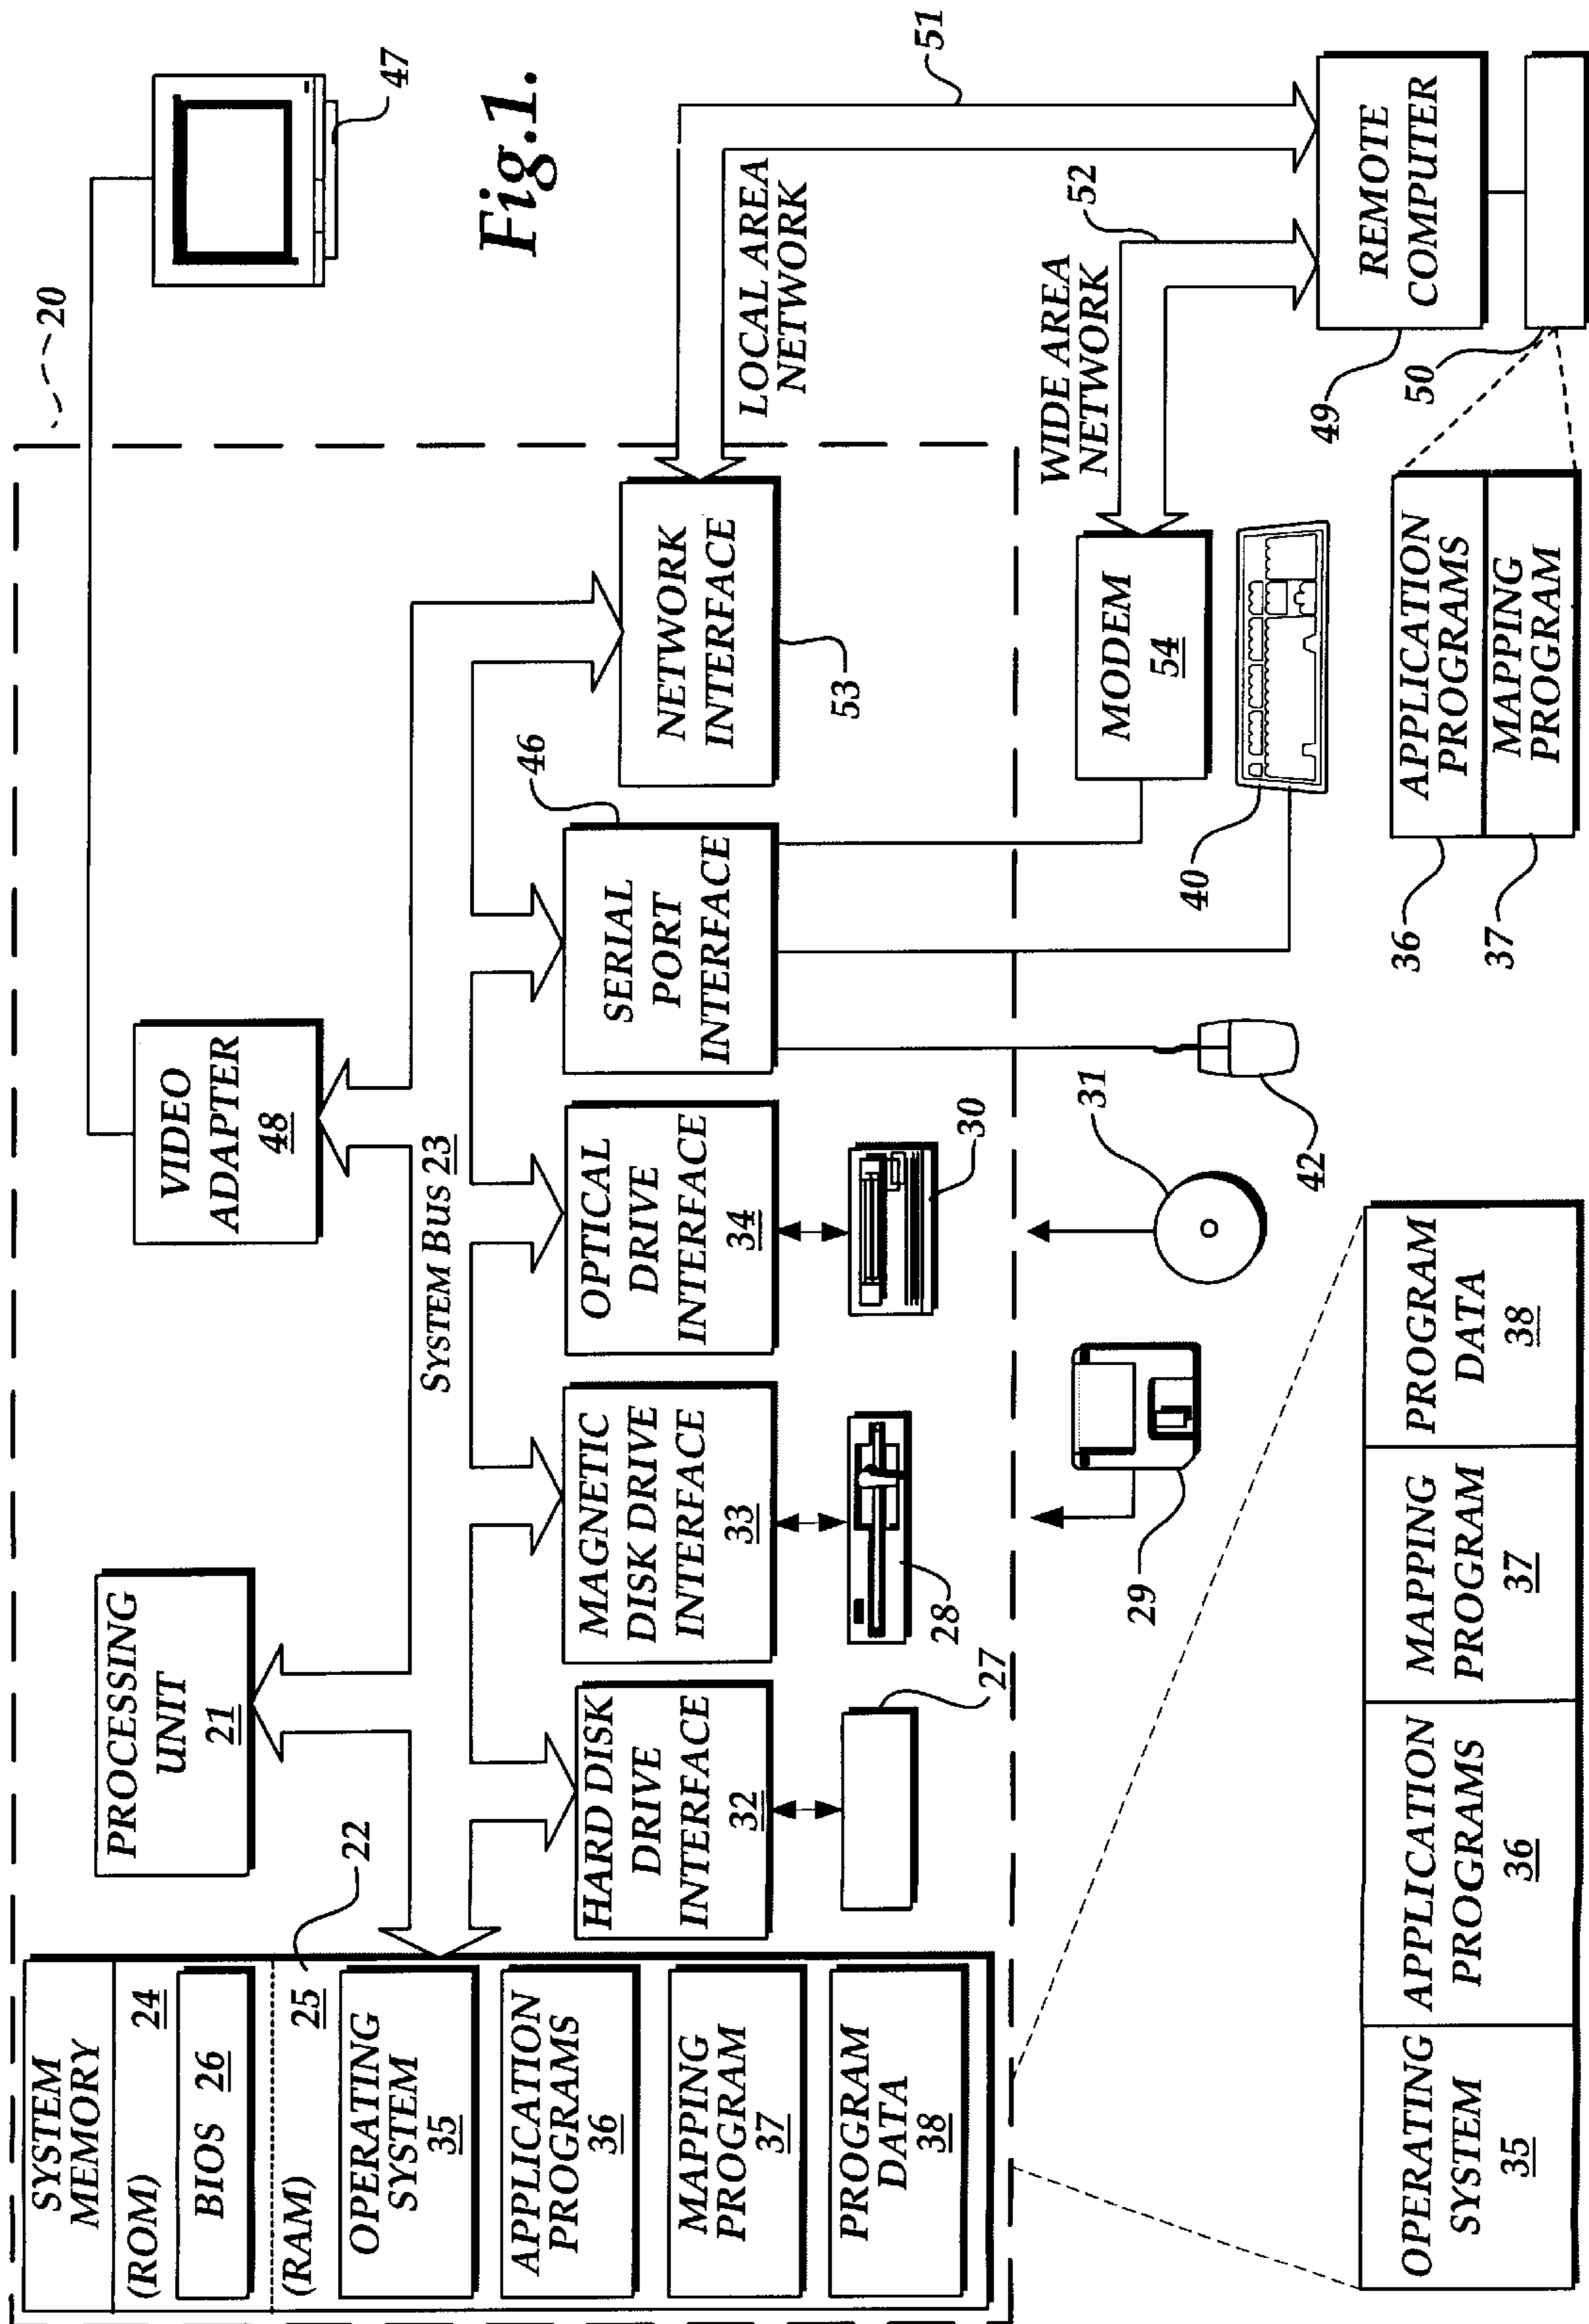 20
47
Fig.1.
SYSTEM
MEMORY
(ROM) 24
BIOS 26
(RAM) 25
22
OPERATING
SYSTEM
35
APPLICATION
PROGRAMS
36
MAPPING
PROGRAM
37
PROGRAM
DATA
38
PROCESSING
UNIT
21
VIDEO
ADAPTER
48
SYSTEM BUS 23
HARD DISK
DRIVE
INTERFACE
32
MAGNETIC
DISK DRIVE
INTERFACE
33
OPTICAL
DRIVE
INTERFACE
34
SERIAL
PORT
INTERFACE
46
NETWORK
INTERFACE
53
27
28
30
LOCAL AREA
NETWORK
51
WIDE AREA
NETWORK
52
MODEM
54
29
31
42
40
REMOTE
COMPUTER
49
50
OPERATING
SYSTEM
35
APPLICATION
PROGRAMS
36
MAPPING
PROGRAM
37
PROGRAM
DATA
38
APPLICATION
PROGRAMS
36
MAPPING
PROGRAM
37